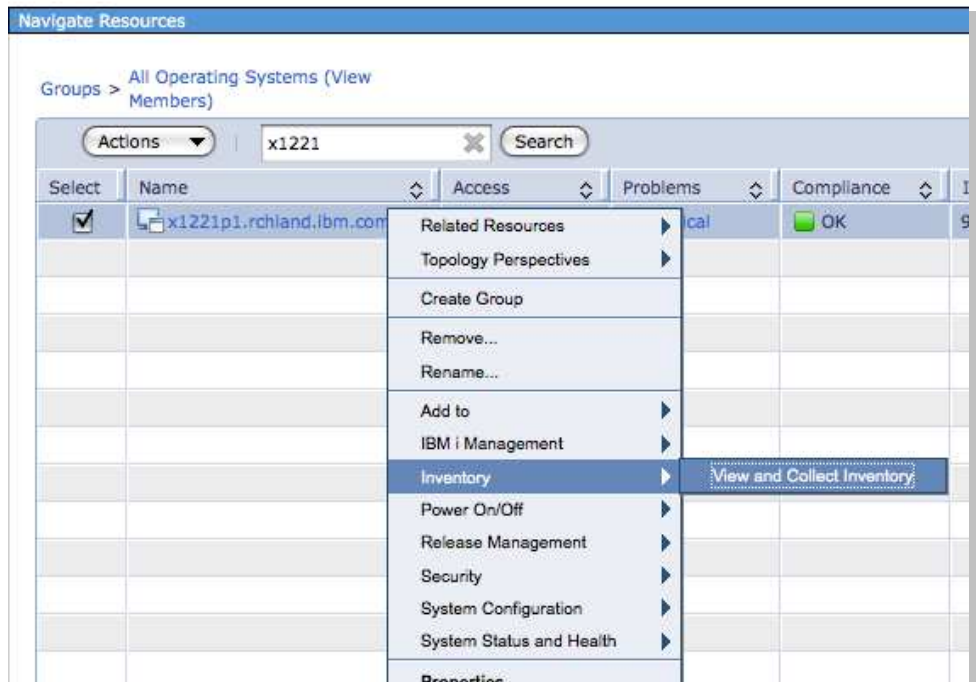 Navigate Resources
Groups > All Operating Systems (View
Members)
Actions x1221 Search
Select Name Access Problems Compliance
x1221p1.rchland.ibm.com ical OK 9
Related Resources
Topology Perspectives
Create Group
Remove...
Rename...
Add to
IBM i Management
Inventory View and Collect Inventory
Power On/Off
Release Management
Security
System Configuration
System Status and Health
Properties